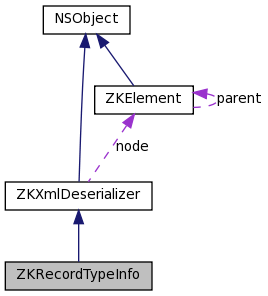 NSObject
ZKElement
parent
node
ZKXmlDeserializer
ZKRecordTypeInfo